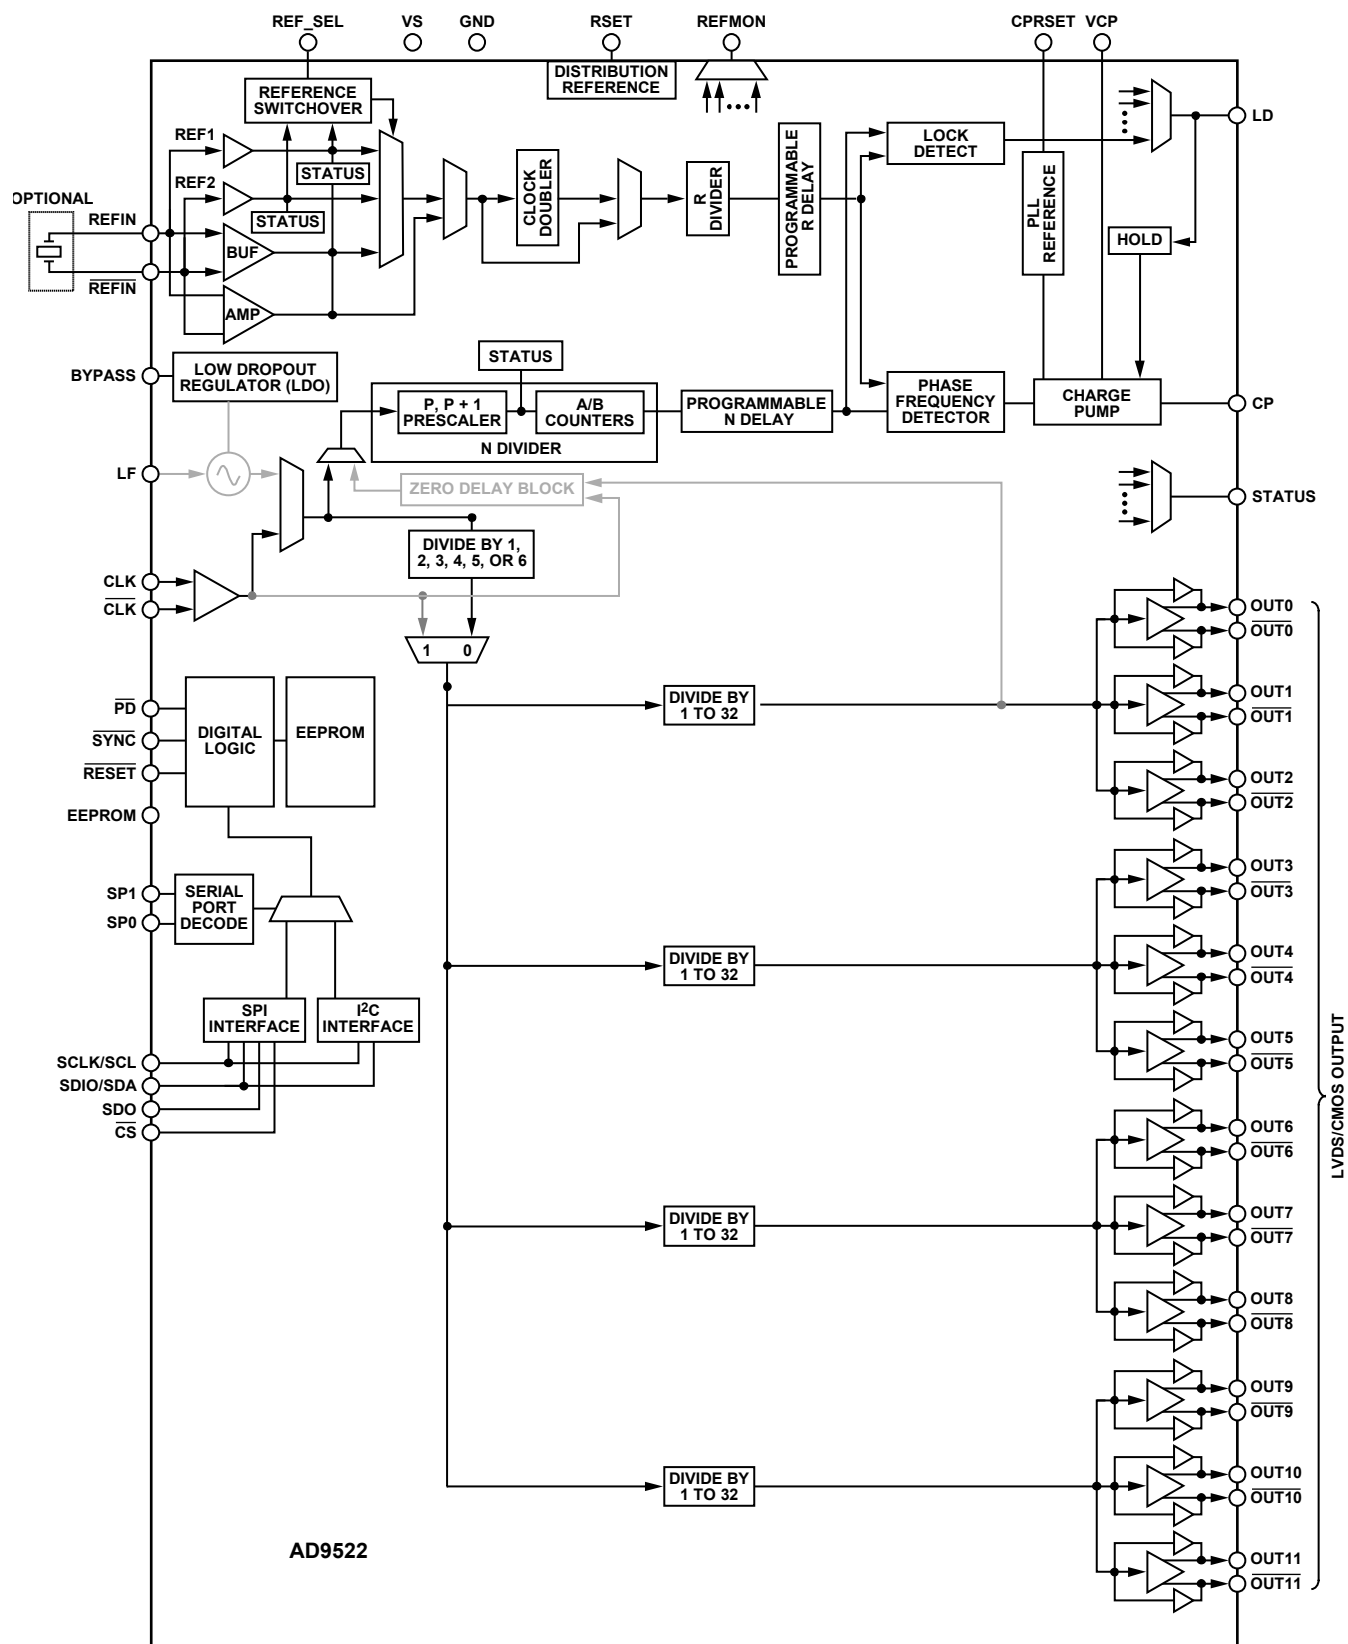 REF_SEL
VS
GND
RSET
REFMON
CPRSET
VCP
DISTRIBUTION
REFERENCE
REFERENCE
SWITCHOVER
LD
REF1
LOCK
DETECT
STATUS
CLOCK
DOUBLER
R
DIVIDER
PROGRAMMABLE
R DELAY
PLL
REFERENCE
REF2
OPTIONAL
STATUS
REFIN
BUF
HOLD
REFIN
AMP
STATUS
BYPASS
LOW DROPOUT
REGULATOR (LDO)
P, P + 1
PRESCALER
A/B
COUNTERS
N DIVIDER
PROGRAMMABLE
N DELAY
PHASE
FREQUENCY
DETECTOR
CHARGE
PUMP
CP
LF
ZERO DELAY BLOCK
STATUS
DIVIDE BY 1,
2, 3, 4, 5, OR 6
CLK
CLK
1
0
OUT0
OUT0
DIVIDE BY
1 TO 32
OUT1
OUT1
PD
SYNC
RESET
DIGITAL
LOGIC
EEPROM
OUT2
OUT2
EEPROM
OUT3
OUT3
SP1
SP0
SERIAL
PORT
DECODE
DIVIDE BY
1 TO 32
OUT4
OUT4
SPI
INTERFACE
I2C
INTERFACE
OUT5
OUT5
SCLK/SCL
SDIO/SDA
SDO
CS
LVDS/CMOS OUTPUT
OUT6
OUT6
DIVIDE BY
1 TO 32
OUT7
OUT7
OUT8
OUT8
OUT9
OUT9
DIVIDE BY
1 TO 32
OUT10
OUT10
AD9522
OUT11
OUT11